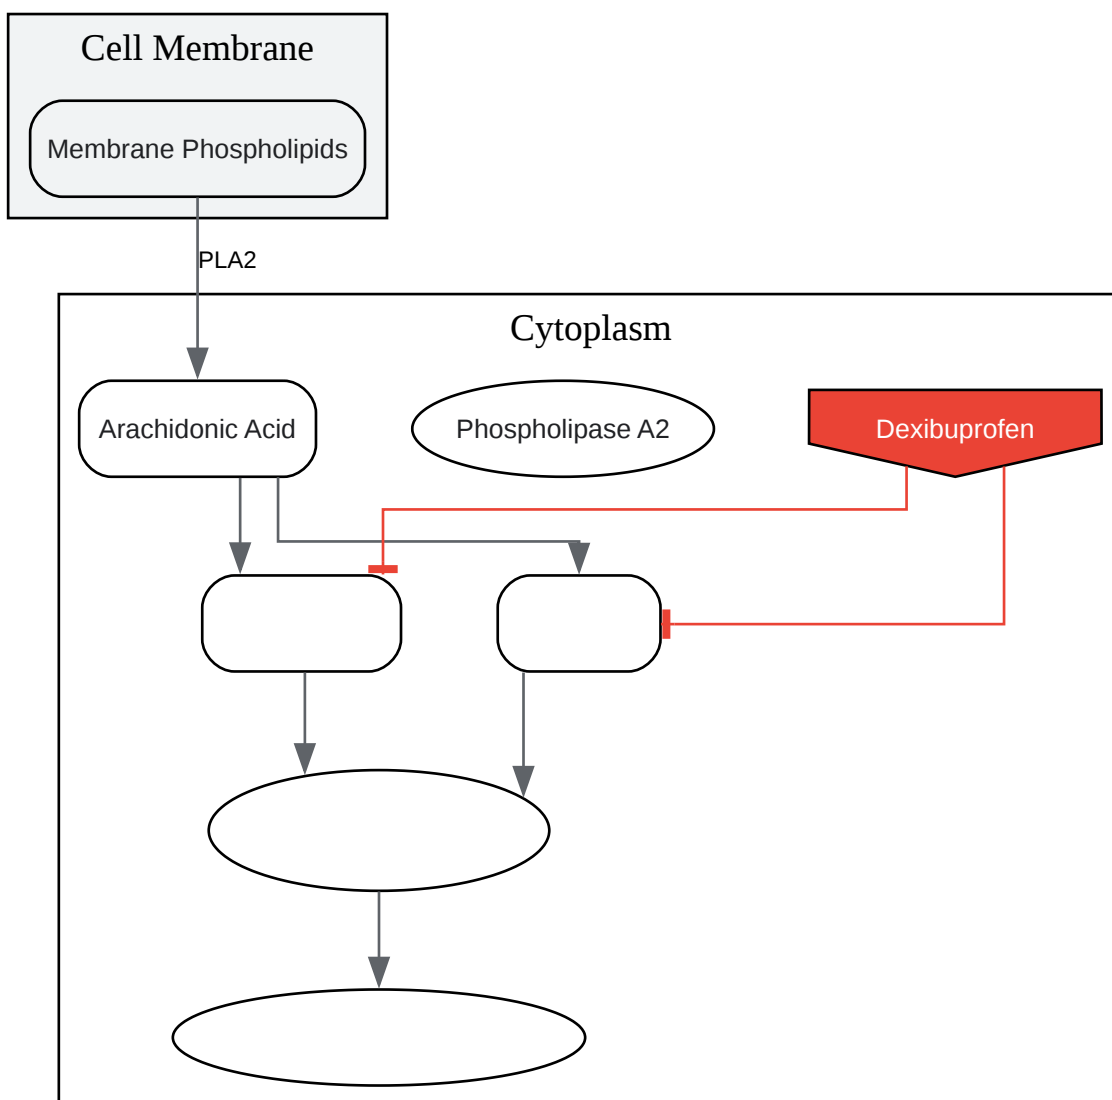 Cell Membrane
Membrane Phospholipids
PLA2
Cytoplasm
Arachidonic Acid
Phospholipase A2
Dexibuprofen